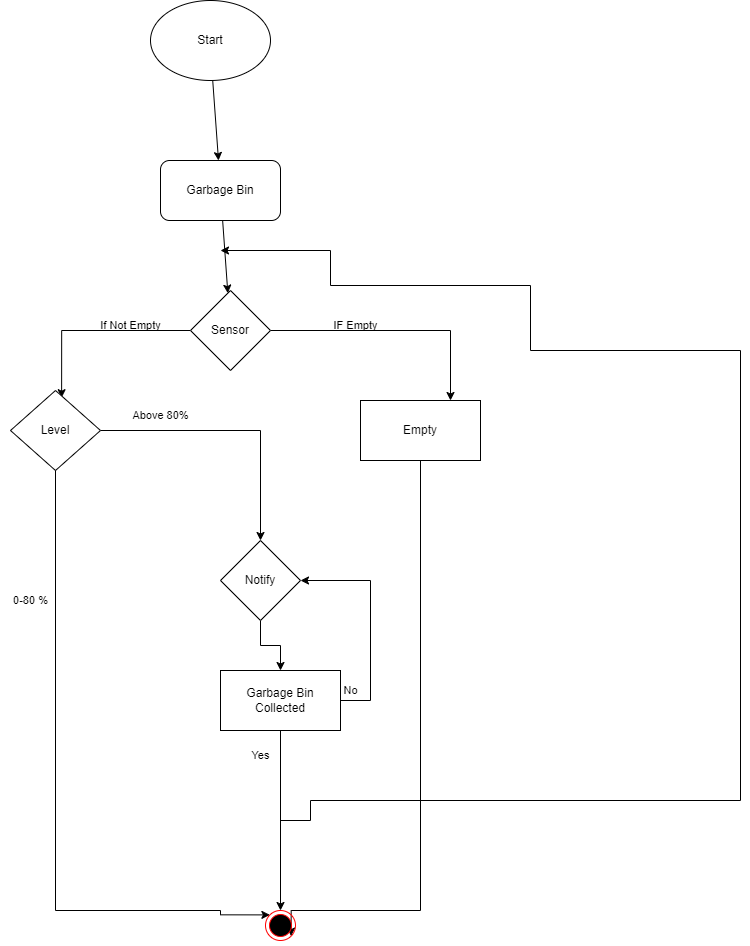 Start
Garbage Bin
If Not Empty
Sensor
IF Empty
Above 80%
Level
Empty
Notify
0-80 %
Garbage Bin
Collected
No
Yes